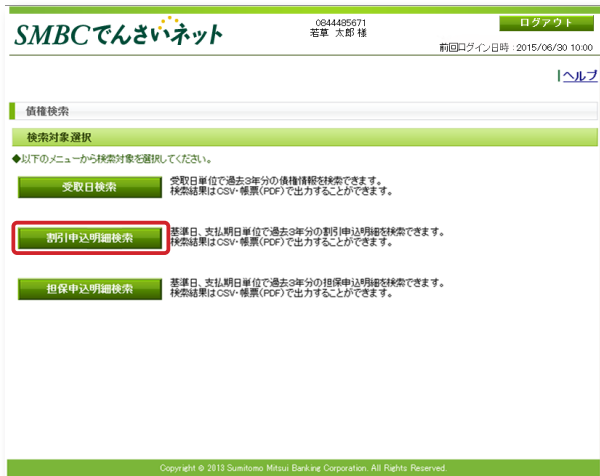 SMBCでんさいネット
0844485671
若草 太郎 様
ログアウト
前回ログイン日時：2015/06/30 10:00
|ヘルプ
債権検索
検索対象選択
◆以下のメニューから検索対象を選択してください。
受取日検索
受取日単位で過去3年分の債権情報を検索できます。
検索結果はCSV・帳票(PDF)で出力することができます。
割引申込明細検索
基準日、支払期日単位で過去3年分の割引申込明細を検索できます。
検索結果はCSV・帳票(PDF)で出力することができます。
担保申込明細検索
基準日、支払期日単位で過去3年分の担保申込明細を検索できます。
検索結果はCSV・帳票(PDF)で出力することができます。
Copyright © 2013 Sumitomo Mitsui Banking Corporation. All Rights Reserved.